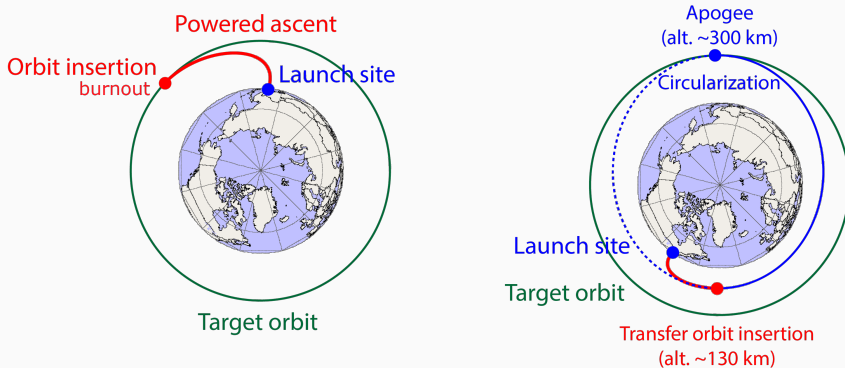 Powered ascent
Orbit insertion
burnout
Launch site
Target orbit
Apogee
(alt. ~300 km)
Circularization
Launch site
Target orbit
Transfer orbit insertion
(alt. ~130 km)